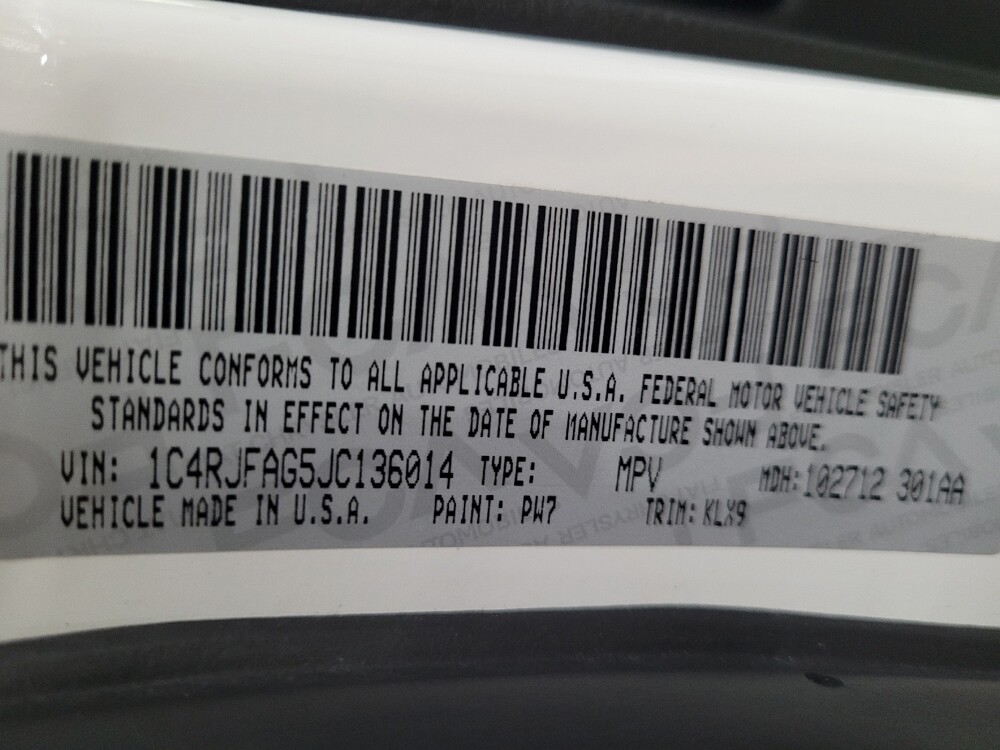 THIS VEHICLE CONFORMS TO ALL APPLICABLE U.S.A. FEDERAL MOTOR VEHICLE SAFETY
STANDARDS IN EFFECT ON THE DATE OF MANUFACTURE SHOWN ABOVE.
VIN: 1C4RJFAG5JC136014 TYPE: MPV MDH:102712 301AA
VEHICLE MADE IN U.S.A. PAINT: PW7 TRIM: KLX9